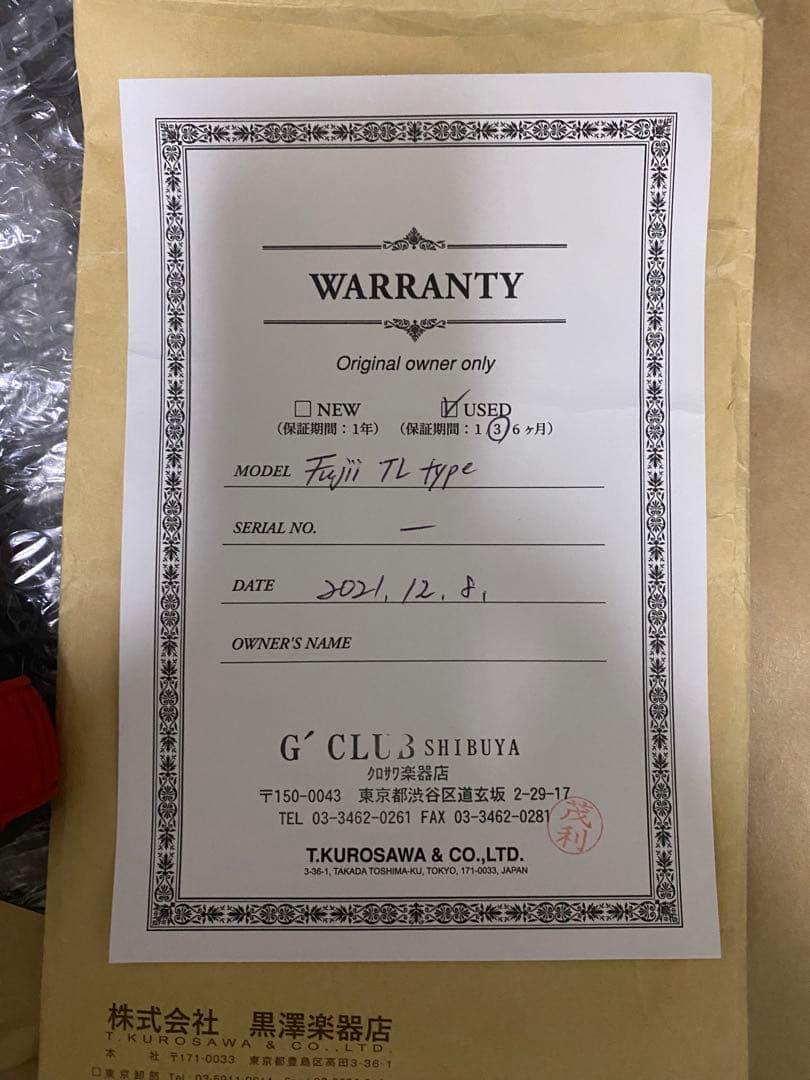 WARRANTY
Original owner only
□ NEW ☑ USED
(保証期間：1年) (保証期間：1 ③ 6ヶ月)
MODEL Fujii TL type
SERIAL NO. —
DATE 2021.12.8.
OWNER'S NAME
G' CLUB SHIBUYA
クロサワ楽器店
〒150-0043 東京都渋谷区道玄坂 2-29-17
TEL 03-3462-0261 FAX 03-3462-0281
茂利
T.KUROSAWA & CO.,LTD.
3-36-1, TAKADA TOSHIMA-KU, TOKYO, 171-0033, JAPAN
株式会社 黒澤楽器店
T.KUROSAWA & CO.,LTD.
本 社 〒171-0033 東京都豊島区高田3-36-1
□東京卸部 Tel